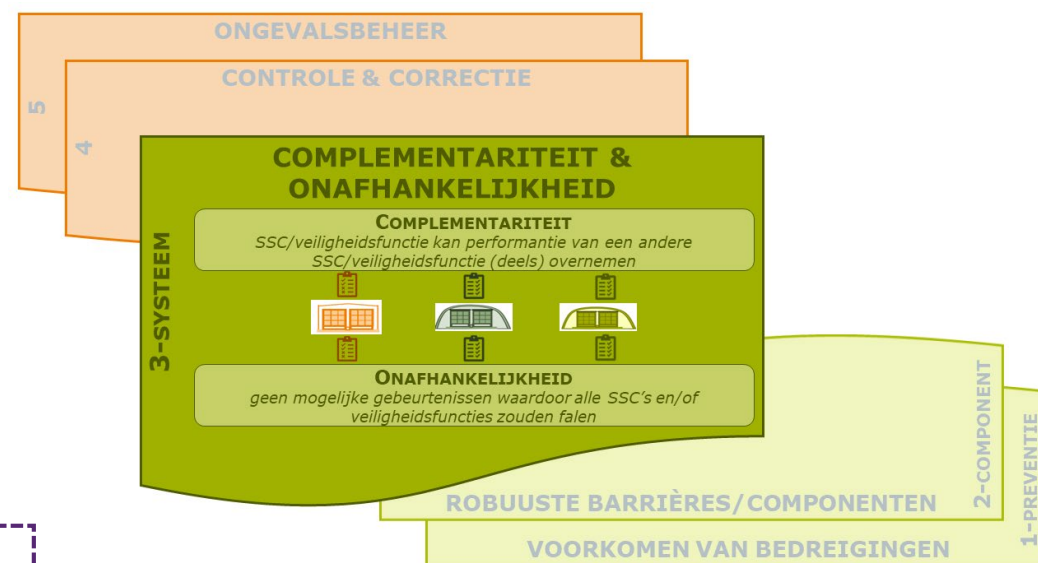 ONGEVALSBEHEER
5
CONTROLE & CORRECTIE
4
COMPLEMENTARITEIT &
ONAFHANKELIJKHEID
3-SYSTEEM
COMPLEMENTARITEIT
SSC/veiligheidsfunctie kan performantie van een andere
SSC/veiligheidsfunctie (deels) overnemen
ONAFHANKELIJKHEID
geen mogelijke gebeurtenissen waardoor alle SSC's en/of
veiligheidsfuncties zouden falen
2-COMPONENT
ROBUUSTE BARRIÈRES/COMPONENTEN
1-PREVENTIE
VOORKOMEN VAN BEDREIGINGEN